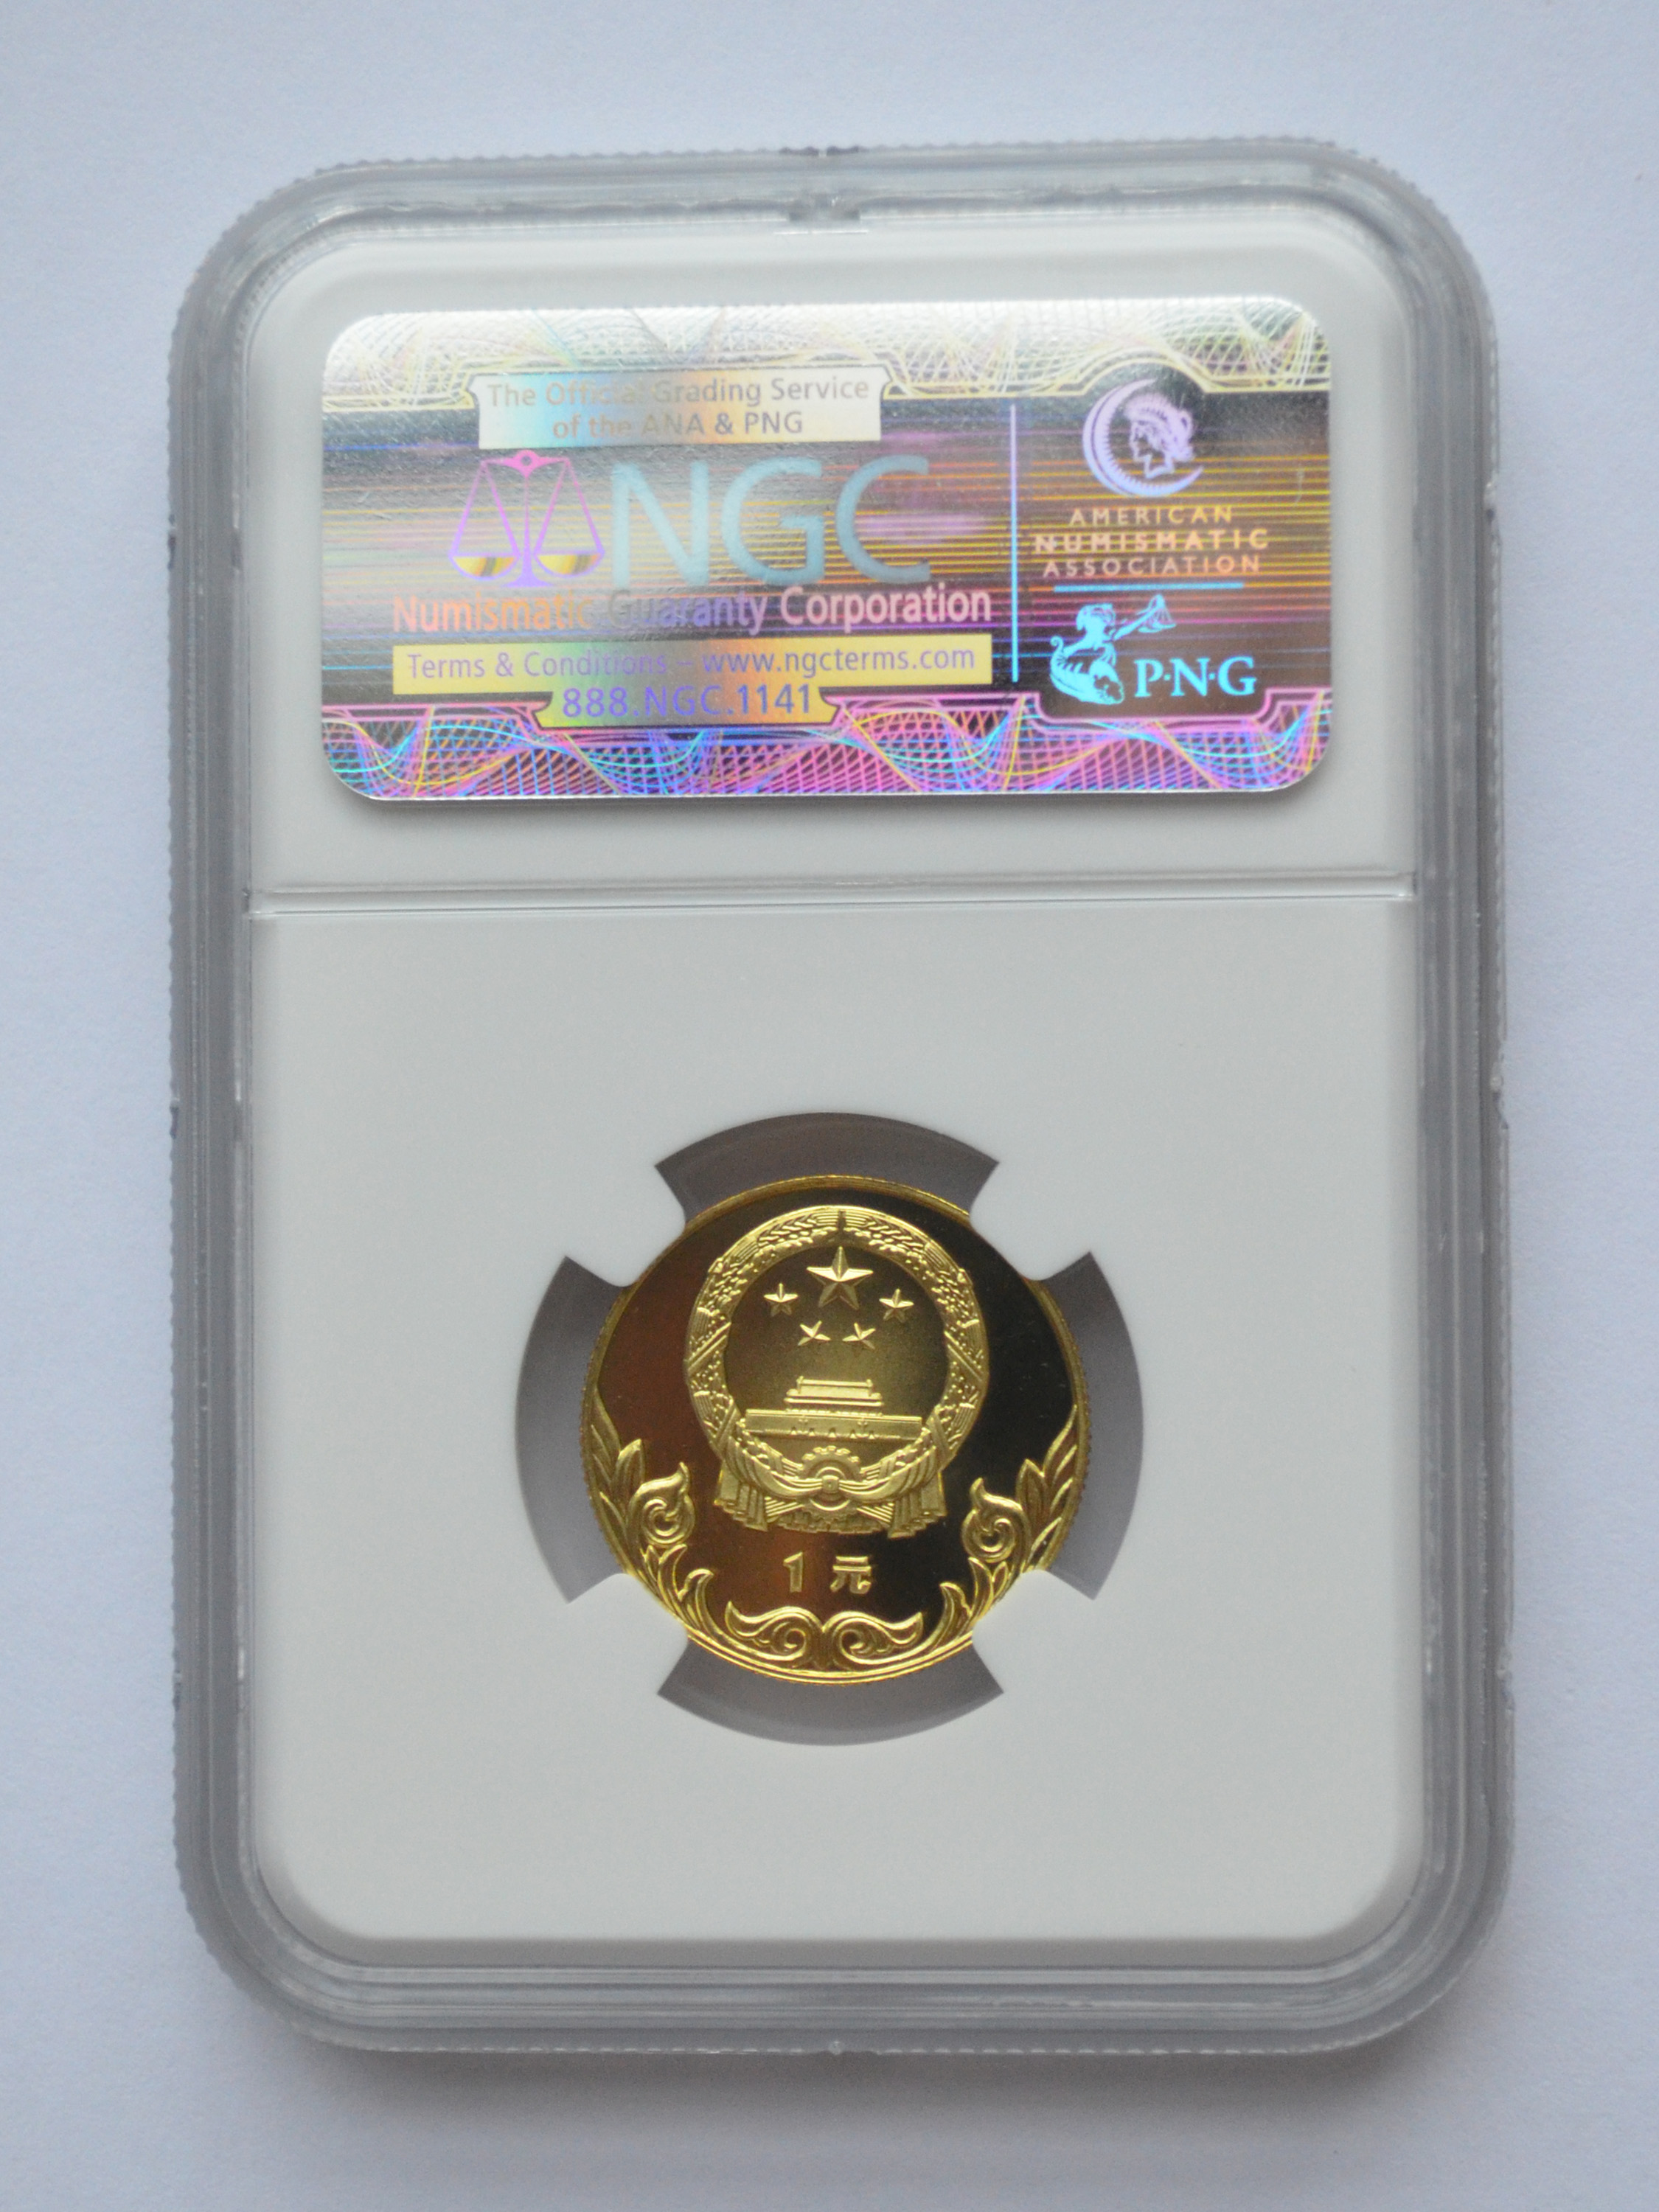 The Official Grading Service
of the ANA & PNG
NGC
Numismatic Guaranty Corporation
Terms & Conditions – www.ngcterms.com
888.NGC.1141
AMERICAN
NUMISMATIC
ASSOCIATION
P·N·G
1元